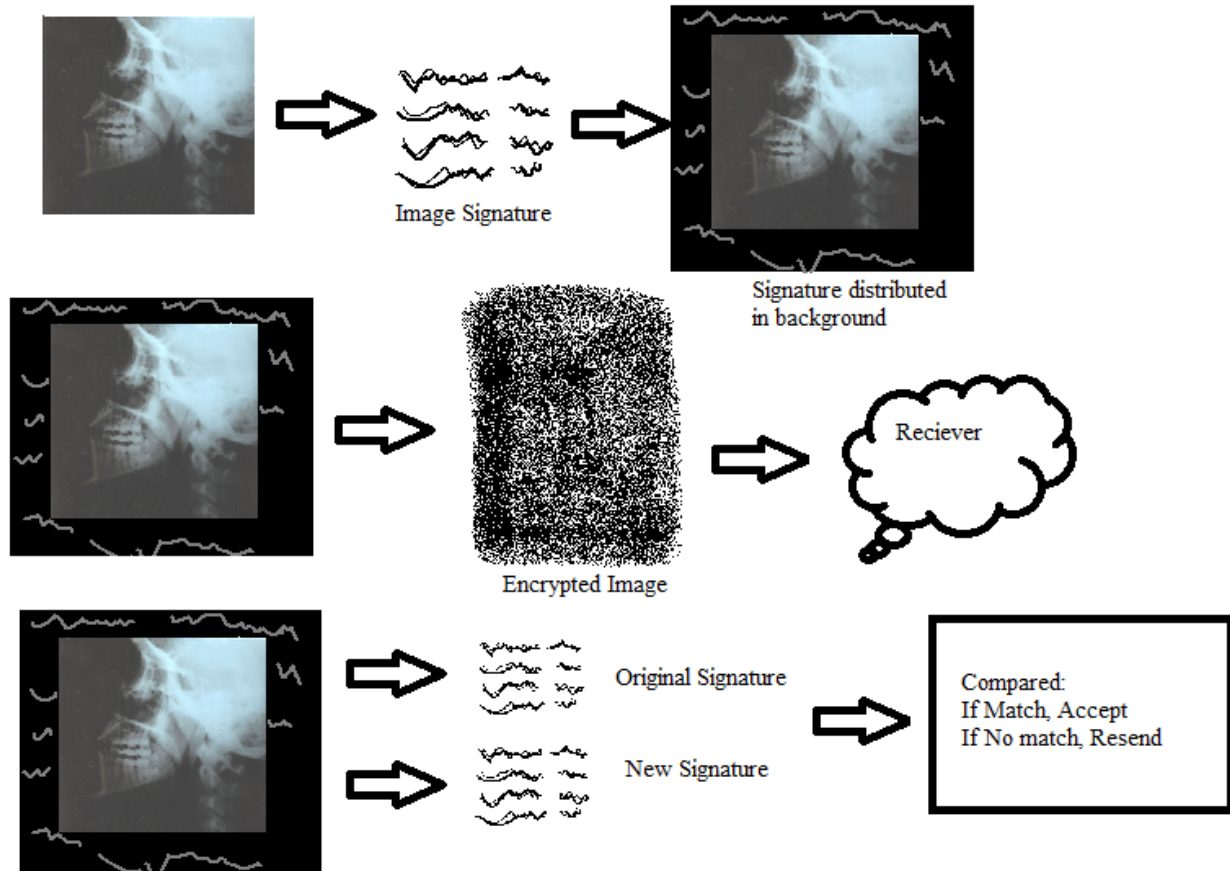 Image Signature
Signature distributed
in background
Reciever
Encrypted Image
Original Signature
New Signature
Compared:
If Match, Accept
If No match, Resend